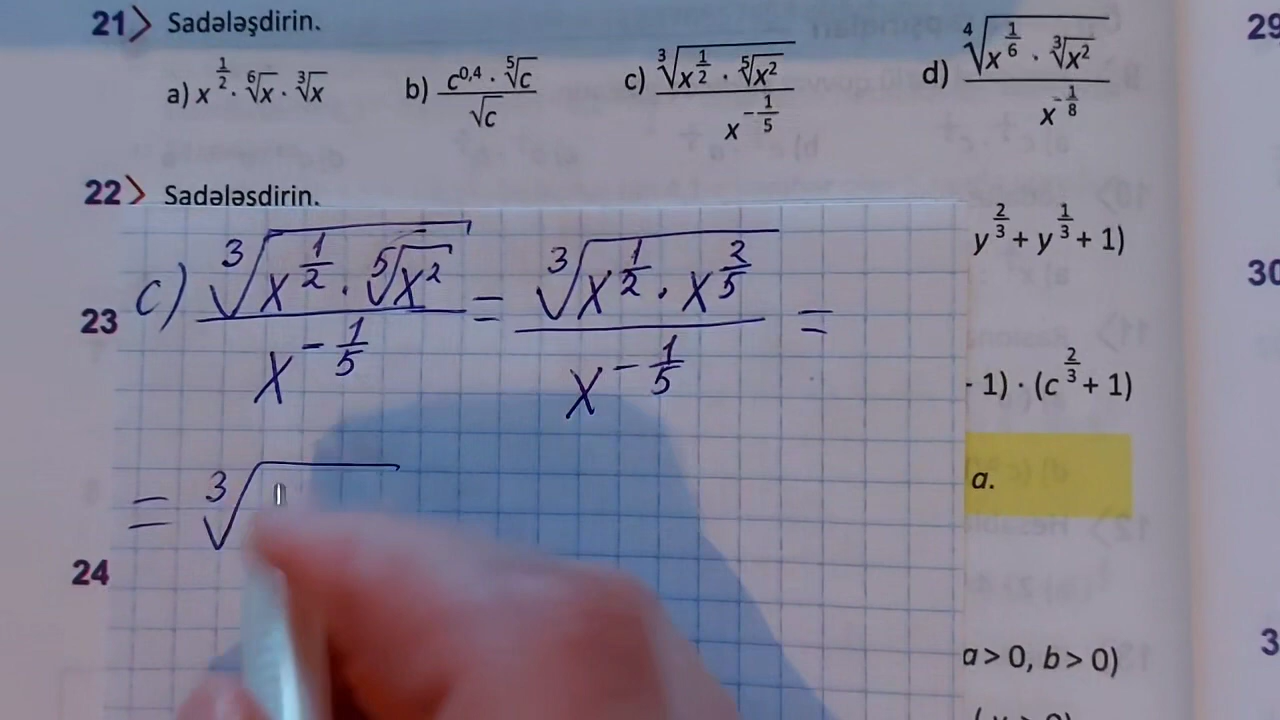 21> Sadələşdirin.
a) x^(1/2) · ⁶√x · ³√x
b) (c^(0,4) · ⁵√c) / √c
c) ³√(x^(1/2) · ⁵√(x²)) / x^(-1/5)
d) ⁴√(x^(1/6) · ³√(x²)) / x^(-1/8)
29
22> Sadələsdirin.
y^(2/3) + y^(1/3) + 1)
30
23
c) ³√(x^(1/2) · ⁵√(x²)) / x^(-1/5) = ³√(x^(1/2) · x^(2/5)) / x^(-1/5) =
- 1) · (c^(2/3) + 1)
= ³√
a.
24
a > 0, b > 0)
3